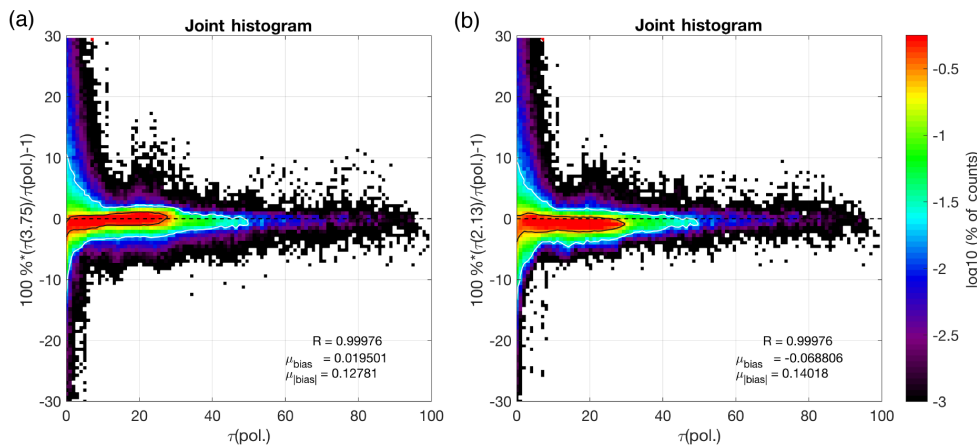 (a)
Joint histogram
100 %*(τ(3.75)/τ(pol.)-1)
30
20
10
0
-10
-20
-30
0
20
40
60
80
100
τ(pol.)
R = 0.99976
μbias = 0.019501
μ|bias| = 0.12781
(b)
Joint histogram
100 %*(τ(2.13)/τ(pol.)-1)
30
20
10
0
-10
-20
-30
0
20
40
60
80
100
τ(pol.)
R = 0.99976
μbias = -0.068806
μ|bias| = 0.14018
-0.5
-1
-1.5
-2
-2.5
-3
log10 (% of counts)